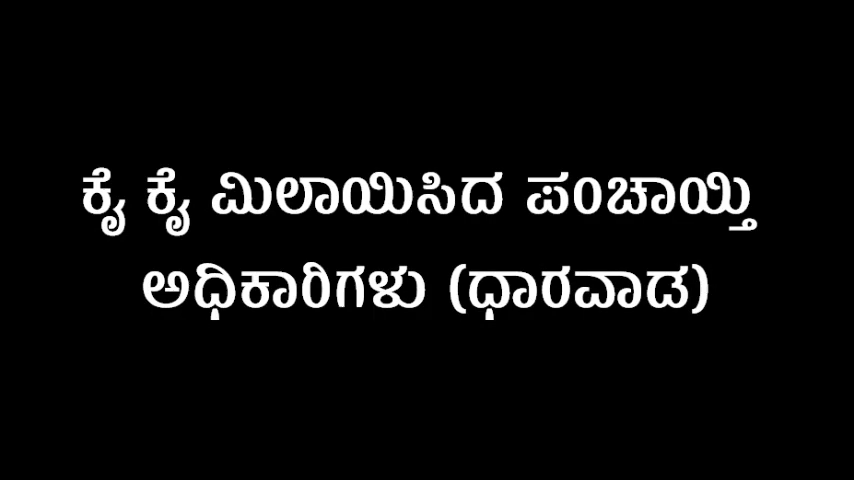 ಕೈ ಕೈ ಮಿಲಾಯಿಸಿದ ಪಂಚಾಯ್ತಿ
ಅಧಿಕಾರಿಗಳು (ಧಾರವಾಡ)